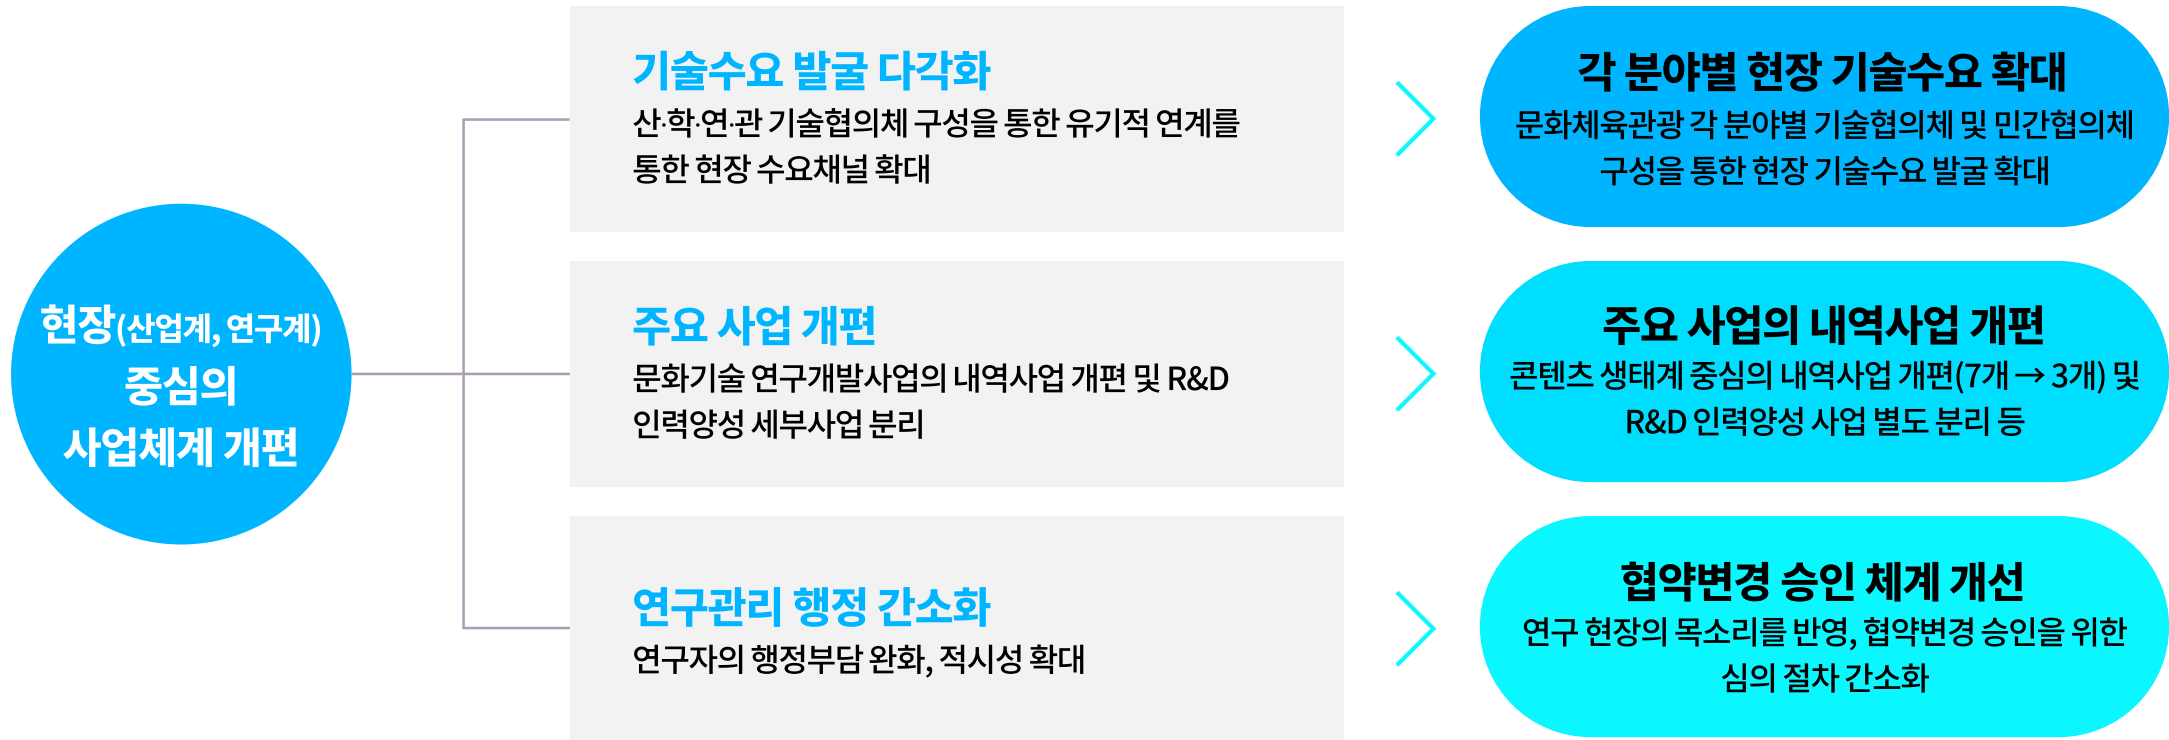 현장(산업계, 연구계)
중심의
사업체계 개편
기술수요 발굴 다각화
산·학·연·관 기술협의체 구성을 통한 유기적 연계를
통한 현장 수요채널 확대
각 분야별 현장 기술수요 확대
문화체육관광 각 분야별 기술협의체 및 민간협의체
구성을 통한 현장 기술수요 발굴 확대
주요 사업 개편
문화기술 연구개발사업의 내역사업 개편 및 R&D
인력양성 세부사업 분리
주요 사업의 내역사업 개편
콘텐츠 생태계 중심의 내역사업 개편(7개 → 3개) 및
R&D 인력양성 사업 별도 분리 등
연구관리 행정 간소화
연구자의 행정부담 완화, 적시성 확대
협약변경 승인 체계 개선
연구 현장의 목소리를 반영, 협약변경 승인을 위한
심의 절차 간소화